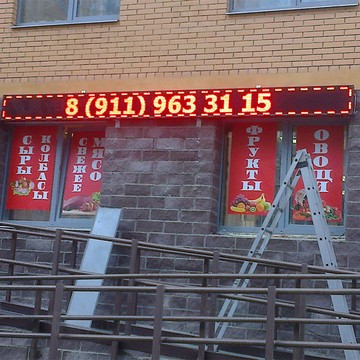 8 (911) 963 31 15
СЫРЫ
КОЛБАСЫ
СВЕЖЕЕ
МЯСО
ФРУКТЫ
ОВОЩИ